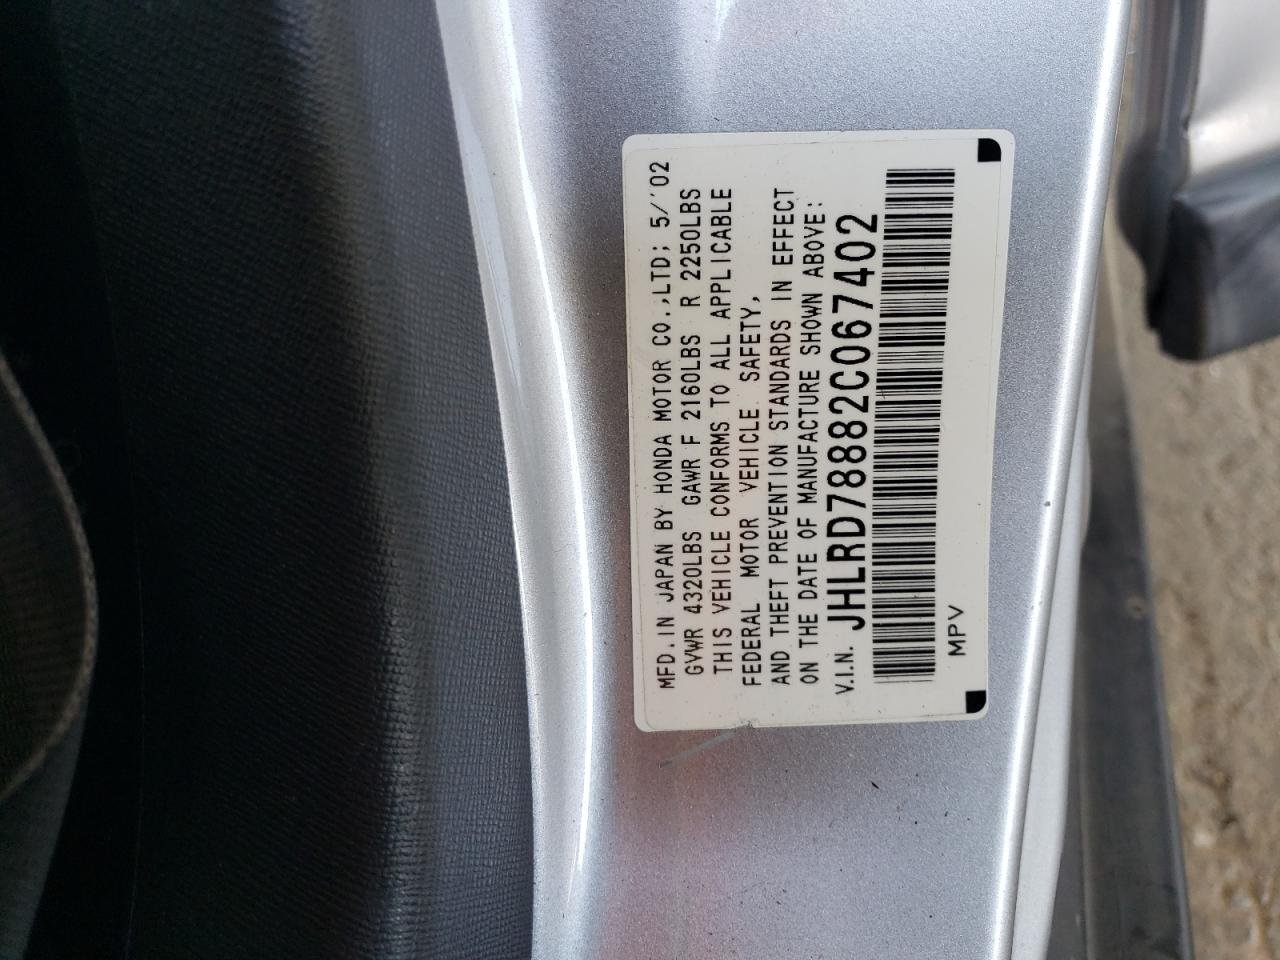 MFD. IN JAPAN BY HONDA MOTOR CO.,LTD; 5/'02
GVWR 4320LBS GAWR F 2160LBS R 2250LBS
THIS VEHICLE CONFORMS TO ALL APPLICABLE
FEDERAL MOTOR VEHICLE SAFETY,
AND THEFT PREVENTION STANDARDS IN EFFECT
ON THE DATE OF MANUFACTURE SHOWN ABOVE:
V.I.N. JHLRD78882C067402
MPV